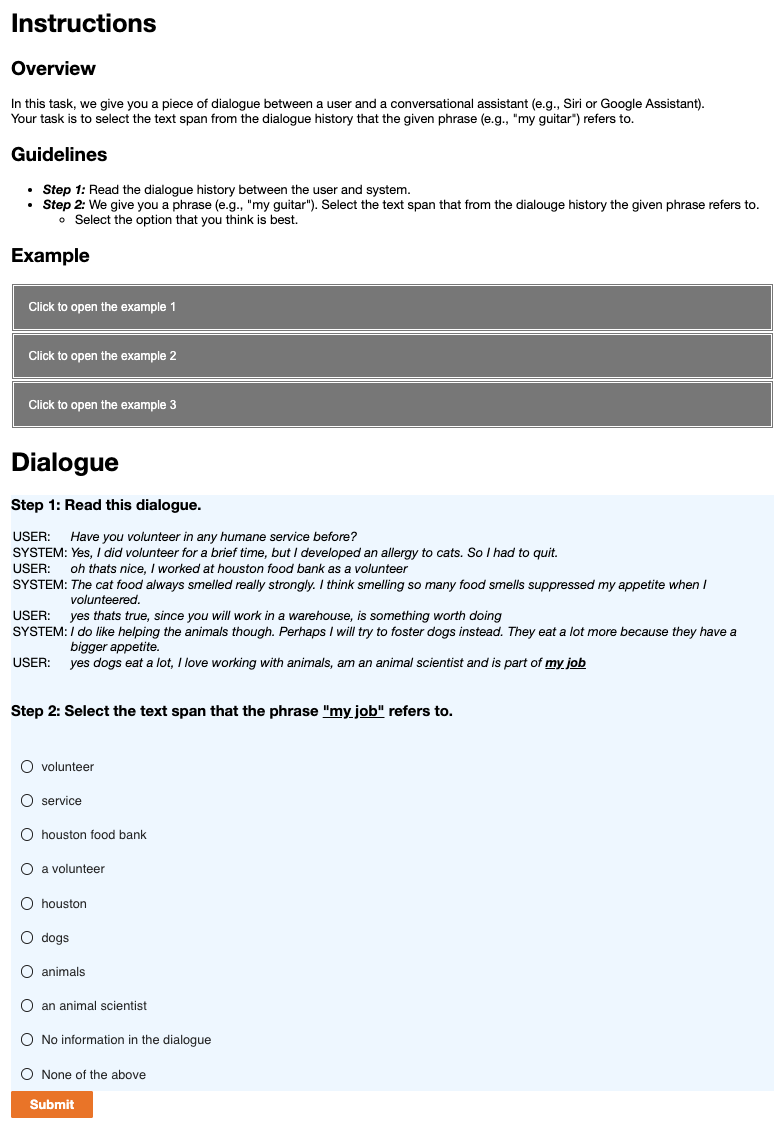 Instructions
Overview
In this task, we give you a piece of dialogue between a user and a conversational assistant (e.g., Siri or Google Assistant).
Your task is to select the text span from the dialogue history that the given phrase (e.g., "my guitar") refers to.
Guidelines
• Step 1: Read the dialogue history between the user and system.
• Step 2: We give you a phrase (e.g., "my guitar"). Select the text span that from the dialouge history the given phrase refers to.
◦ Select the option that you think is best.
Example
Click to open the example 1
Click to open the example 2
Click to open the example 3
Dialogue
Step 1: Read this dialogue.
USER: Have you volunteer in any humane service before?
SYSTEM: Yes, I did volunteer for a brief time, but I developed an allergy to cats. So I had to quit.
USER: oh thats nice, I worked at houston food bank as a volunteer
SYSTEM: The cat food always smelled really strongly. I think smelling so many food smells suppressed my appetite when I
volunteered.
USER: yes thats true, since you will work in a warehouse, is something worth doing
SYSTEM: I do like helping the animals though. Perhaps I will try to foster dogs instead. They eat a lot more because they have a
bigger appetite.
USER: yes dogs eat a lot, I love working with animals, am an animal scientist and is part of my job
Step 2: Select the text span that the phrase "my job" refers to.
volunteer
service
houston food bank
a volunteer
houston
dogs
animals
an animal scientist
No information in the dialogue
None of the above
Submit